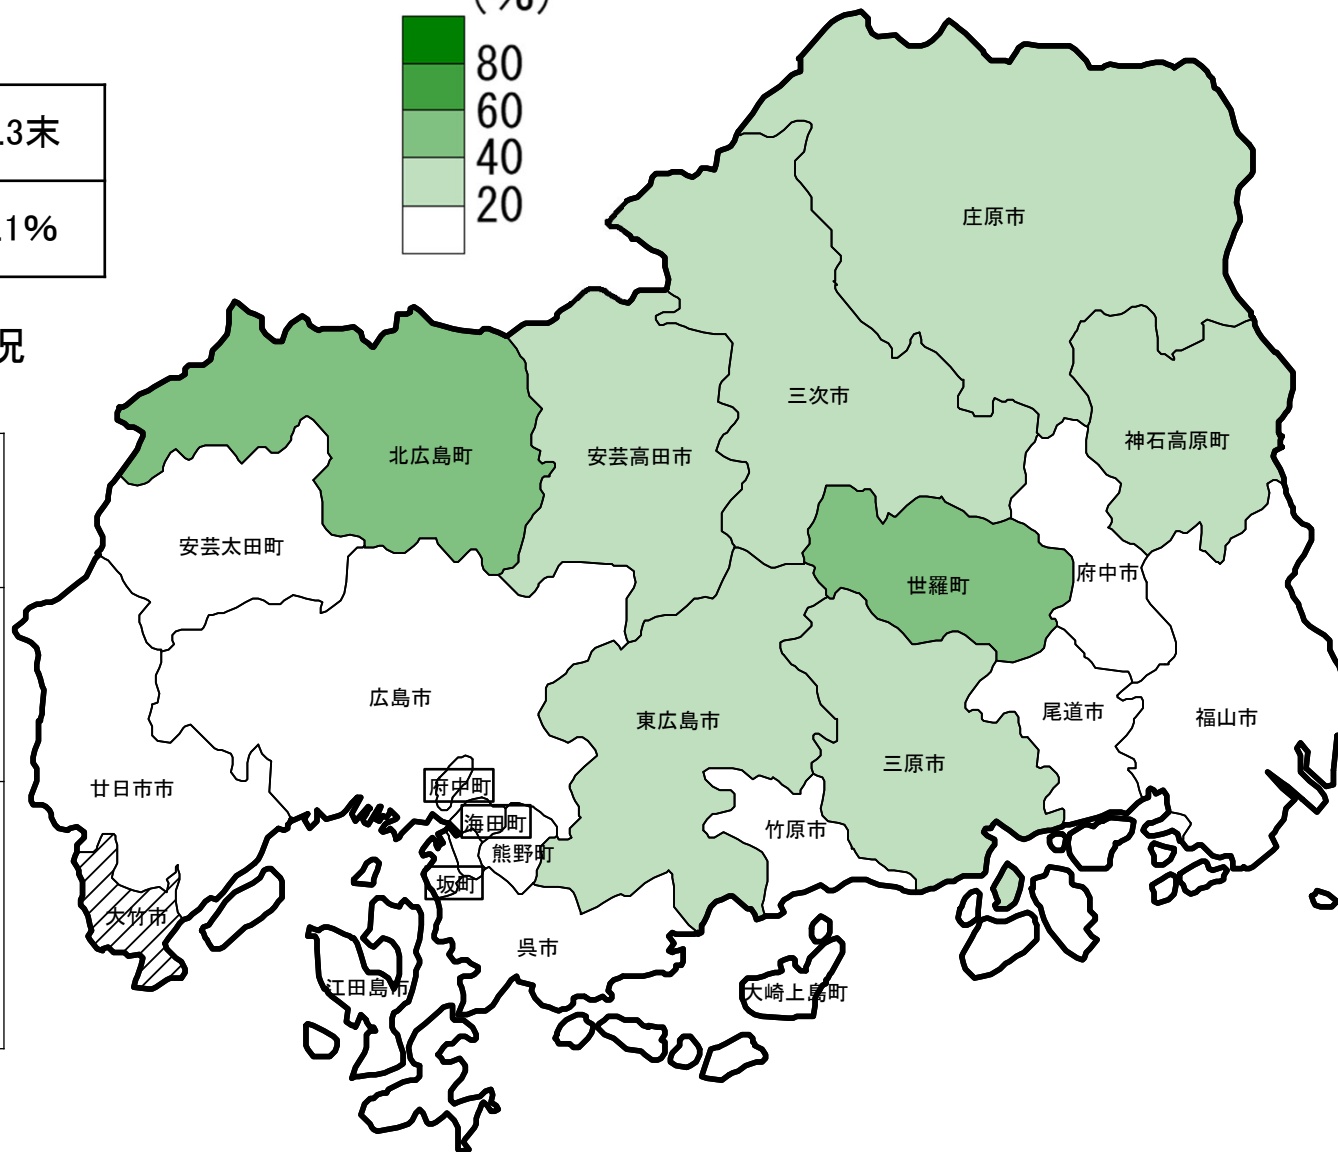 (%)
80
60
40
20
.3末
.1%
況
庄原市
三次市
神石高原町
北広島町
安芸高田市
安芸太田町
府中市
世羅町
広島市
東広島市
尾道市
福山市
三原市
廿日市市
府中町
海田町
竹原市
熊野町
坂町
大竹市
呉市
江田島市
大崎上島町